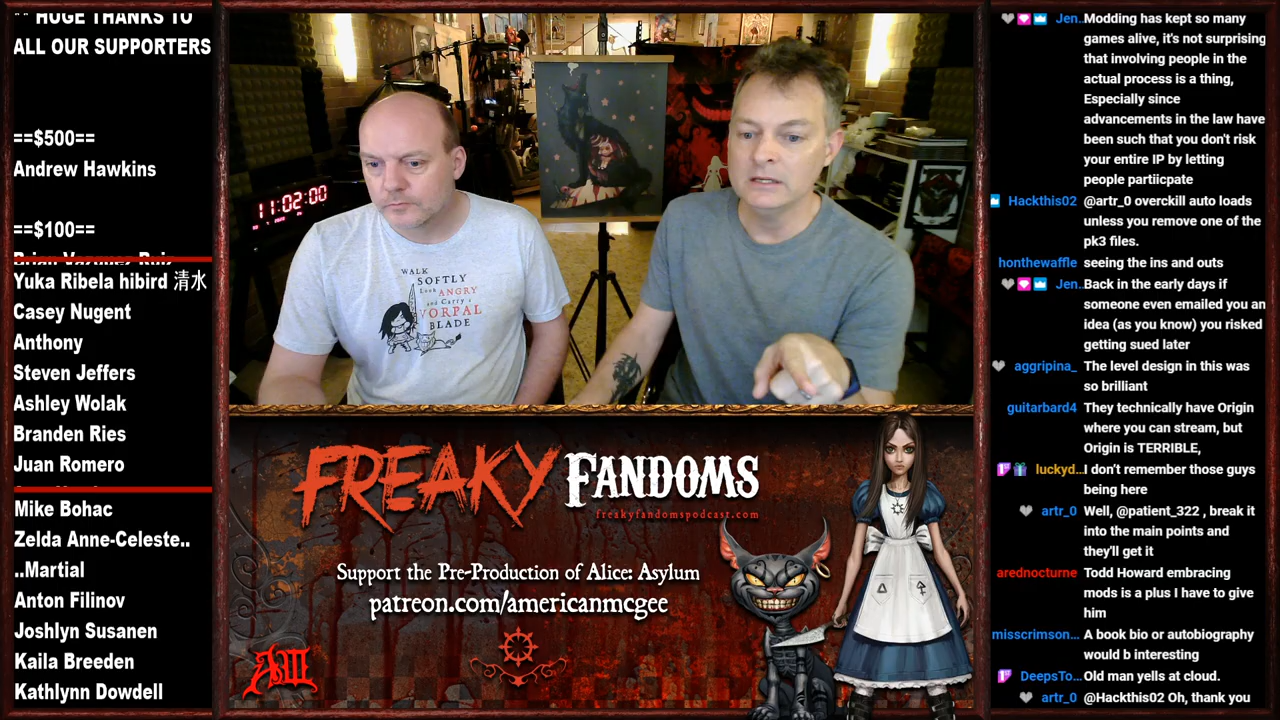 ** HUGE THANKS TO
ALL OUR SUPPORTERS
==$500==
Andrew Hawkins
==$100==
Yuka Ribela hibird 清水
Casey Nugent
Anthony
Steven Jeffers
Ashley Wolak
Branden Ries
Juan Romero
Mike Bohac
Zelda Anne-Celeste..
..Martial
Anton Filinov
Joshlyn Susanen
Kaila Breeden
Kathlynn Dowdell
11:02:00
WALK
SOFTLY
Look ANGRY
and Carry a
VORPAL
BLADE
FREAKY FANDOMS
freakyfandomspodcast.com
Support the Pre-Production of Alice: Asylum
patreon.com/americanmcgee
Jen.. Modding has kept so many
games alive, it's not surprising
that involving people in the
actual process is a thing,
Especially since
advancements in the law have
been such that you don't risk
your entire IP by letting
people partiicpate
Hackthis02 @artr_0 overckill auto loads
unless you remove one of the
pk3 files.
honthewaffle seeing the ins and outs
Jen.. Back in the early days if
someone even emailed you an
idea (as you know) you risked
getting sued later
aggripina_ The level design in this was
so brilliant
guitarbard4 They technically have Origin
where you can stream, but
Origin is TERRIBLE,
luckyd... I don't remember those guys
being here
artr_0 Well, @patient_322 , break it
into the main points and
they'll get it
arednocturne Todd Howard embracing
mods is a plus I have to give
him
misscrimson... A book bio or autobiography
would b interesting
DeepsTo... Old man yells at cloud.
artr_0 @Hackthis02 Oh, thank you